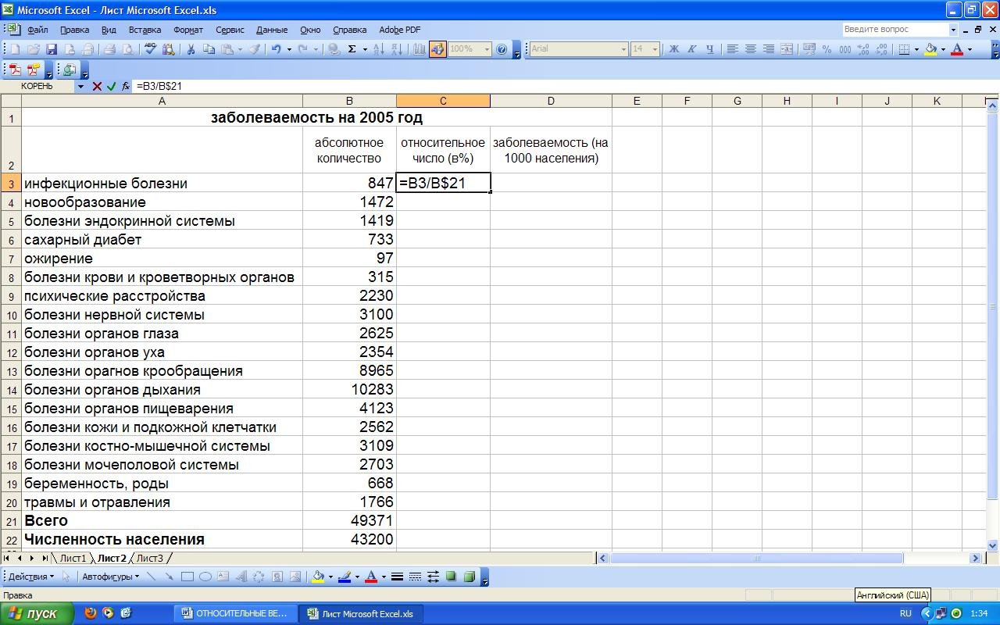 Microsoft Excel - Лист Microsoft Excel.xls
Файл Правка Вид Вставка Формат Сервис Данные Окно Справка Adobe PDF Введите вопрос
100% Arial 14 Ж К Ч % 000
КОРЕНЬ =B3/B$21
A B C D E F G H I J K
1 заболеваемость на 2005 год
2 абсолютное количество относительное число (в%) заболеваемость (на 1000 населения)
3 инфекционные болезни 847 =B3/B$21
4 новообразование 1472
5 болезни эндокринной системы 1419
6 сахарный диабет 733
7 ожирение 97
8 болезни крови и кроветворных органов 315
9 психические расстройства 2230
10 болезни нервной системы 3100
11 болезни органов глаза 2625
12 болезни органов уха 2354
13 болезни орагнов крообращения 8965
14 болезни органов дыхания 10283
15 болезни органов пищеварения 4123
16 болезни кожи и подкожной клетчатки 2562
17 болезни костно-мышечной системы 3109
18 болезни мочеполовой системы 2703
19 беременность, роды 668
20 травмы и отравления 1766
21 Всего 49371
22 Численность населения 43200
Лист1 Лист2 Лист3
Действия Автофигуры
Правка Английский (США)
пуск ОТНОСИТЕЛЬНЫЕ ВЕ... Лист Microsoft Excel.xls RU 1:34